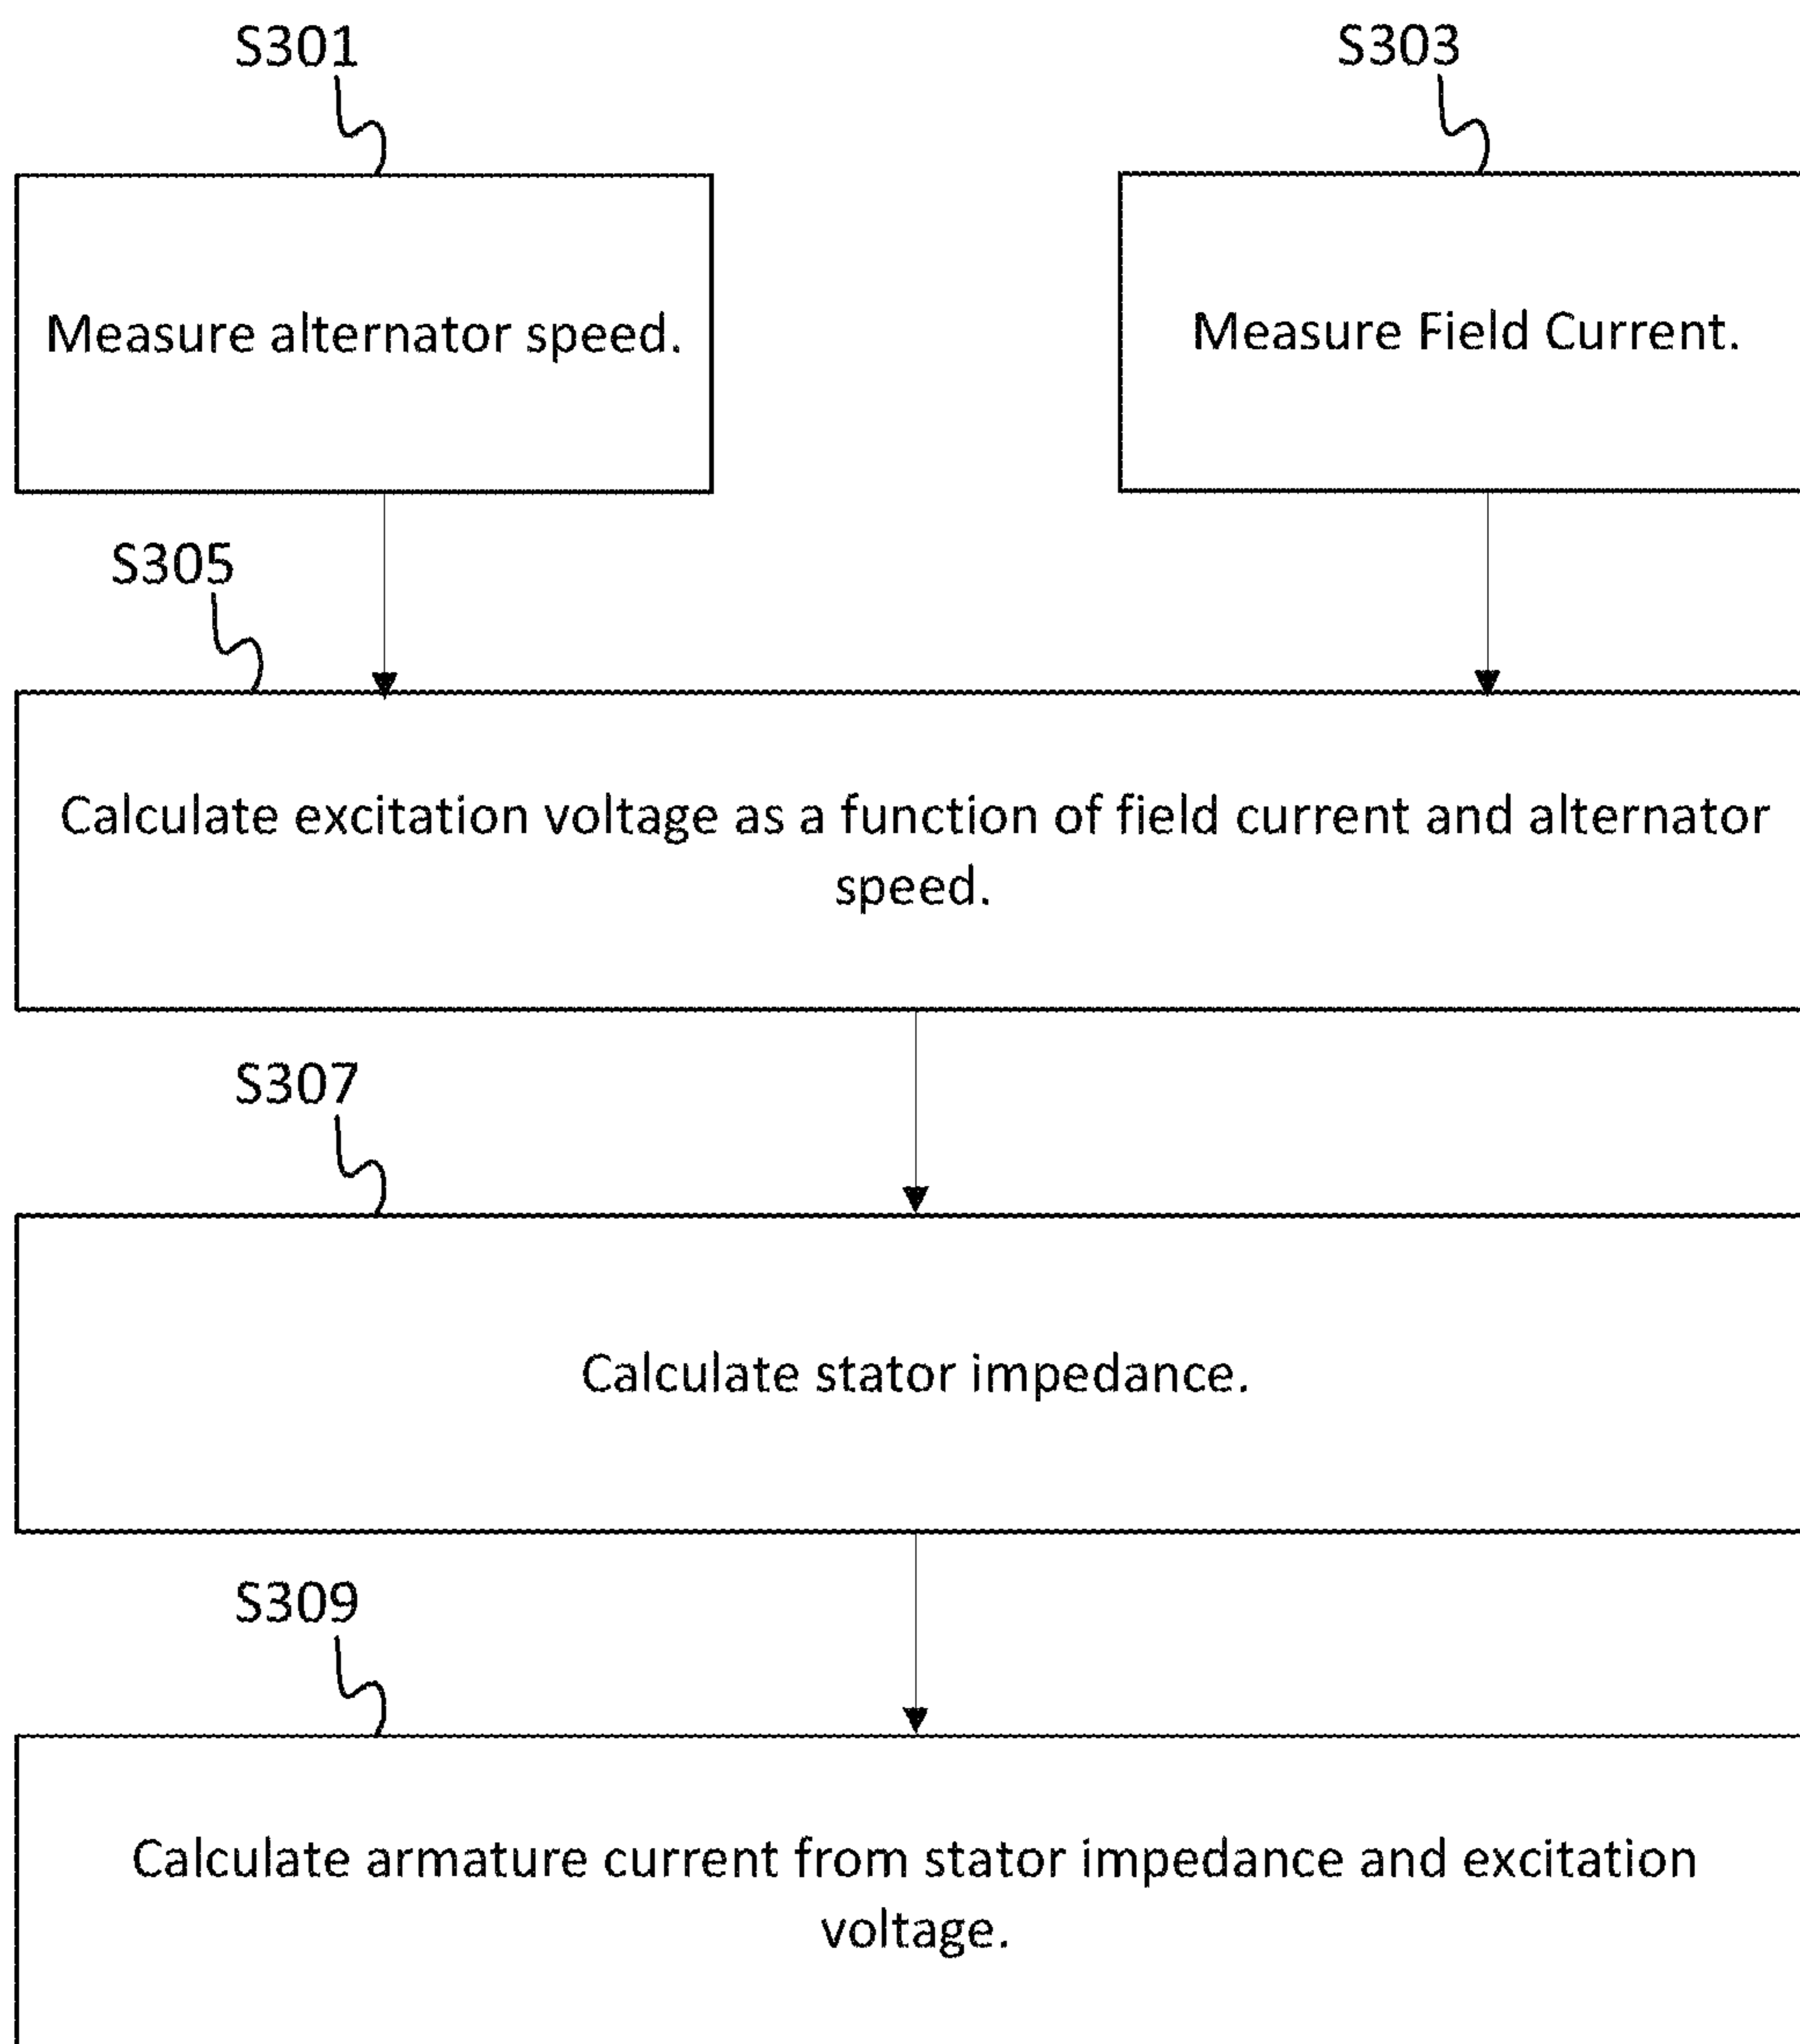 S301
S303
Measure alternator speed.
Measure Field Current.
S305
Calculate excitation voltage as a function of field current and alternator
speed.
S307
Calculate stator impedance.
S309
Calculate armature current from stator impedance and excitation
voltage.